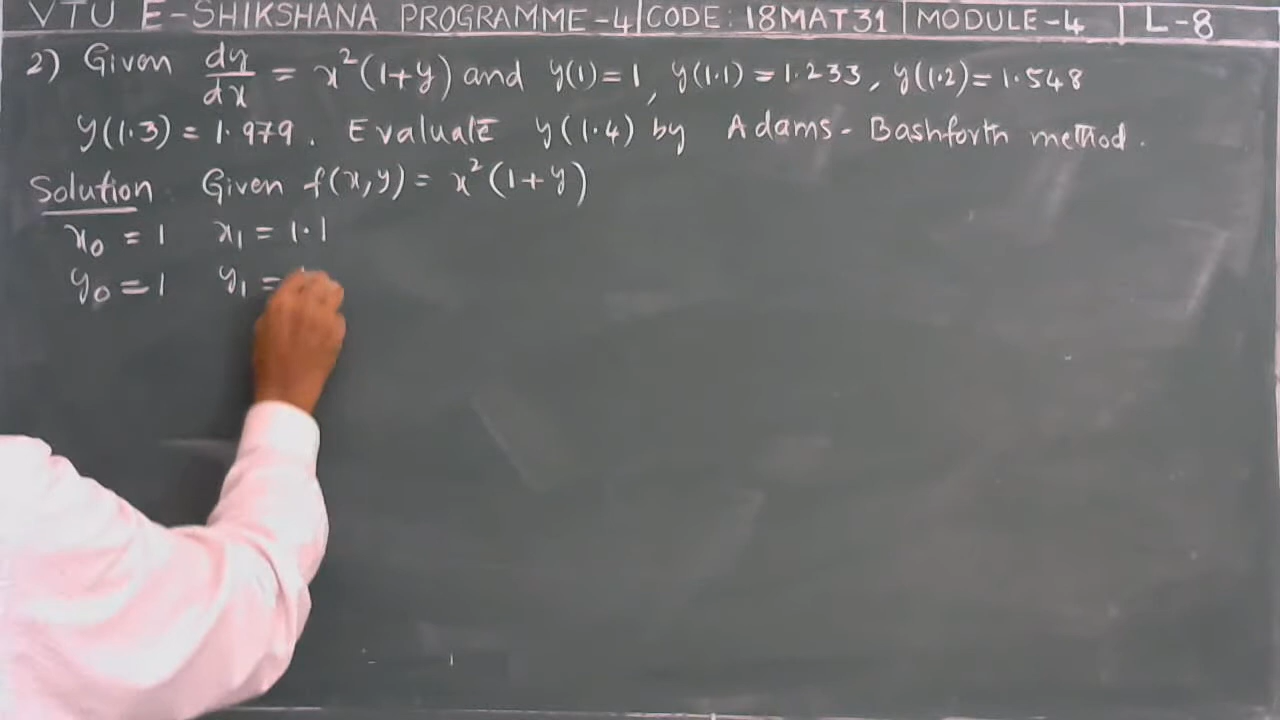 VTU E-SHIKSHANA PROGRAMME-4 | CODE: 18MAT31 | MODULE-4 | L-8
2) Given dy/dx = x²(1+y) and y(1)=1, y(1.1)=1.233, y(1.2)=1.548
y(1.3)=1.979. Evaluate y(1.4) by Adams-Bashforth method.
Solution Given f(x,y) = x²(1+y)
x₀ = 1 x₁ = 1.1
y₀ = 1 y₁ =